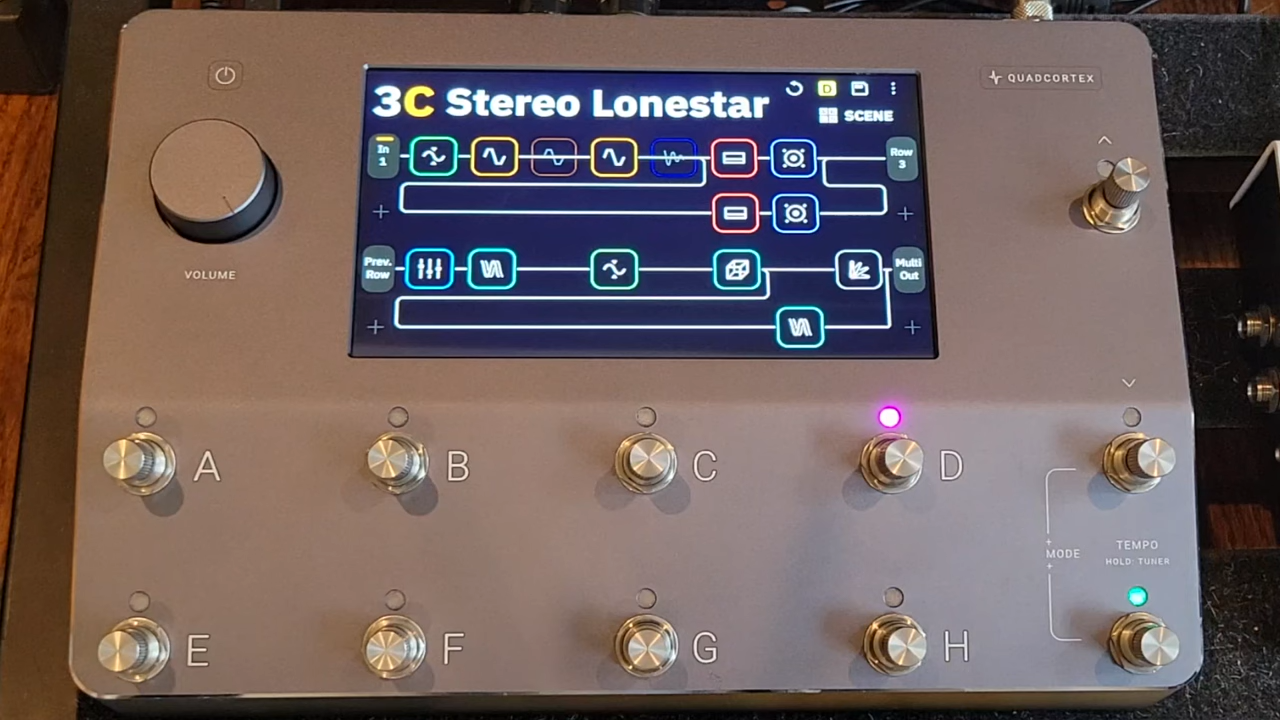 QUADCORTEX
3C Stereo Lonestar
D
SCENE
In
1
Row
3
Prev.
Row
Multi
Out
VOLUME
A
B
C
D
MODE
TEMPO
HOLD: TUNER
E
F
G
H